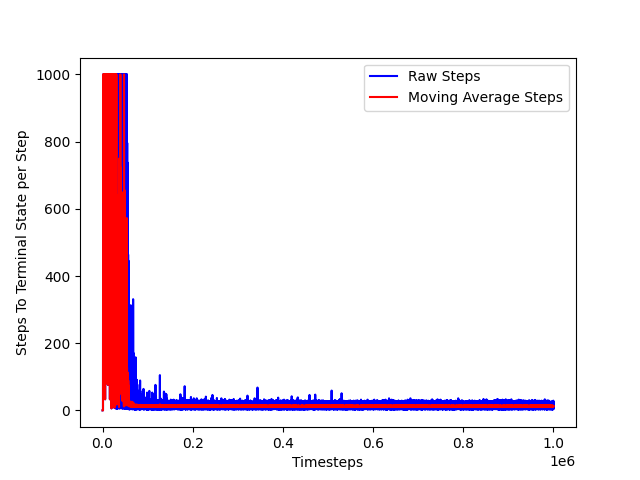 Raw Steps
Moving Average Steps
Steps To Terminal State per Step
1000
800
600
400
200
0
0.0 0.2 0.4 0.6 0.8 1.0
1e6
Timesteps